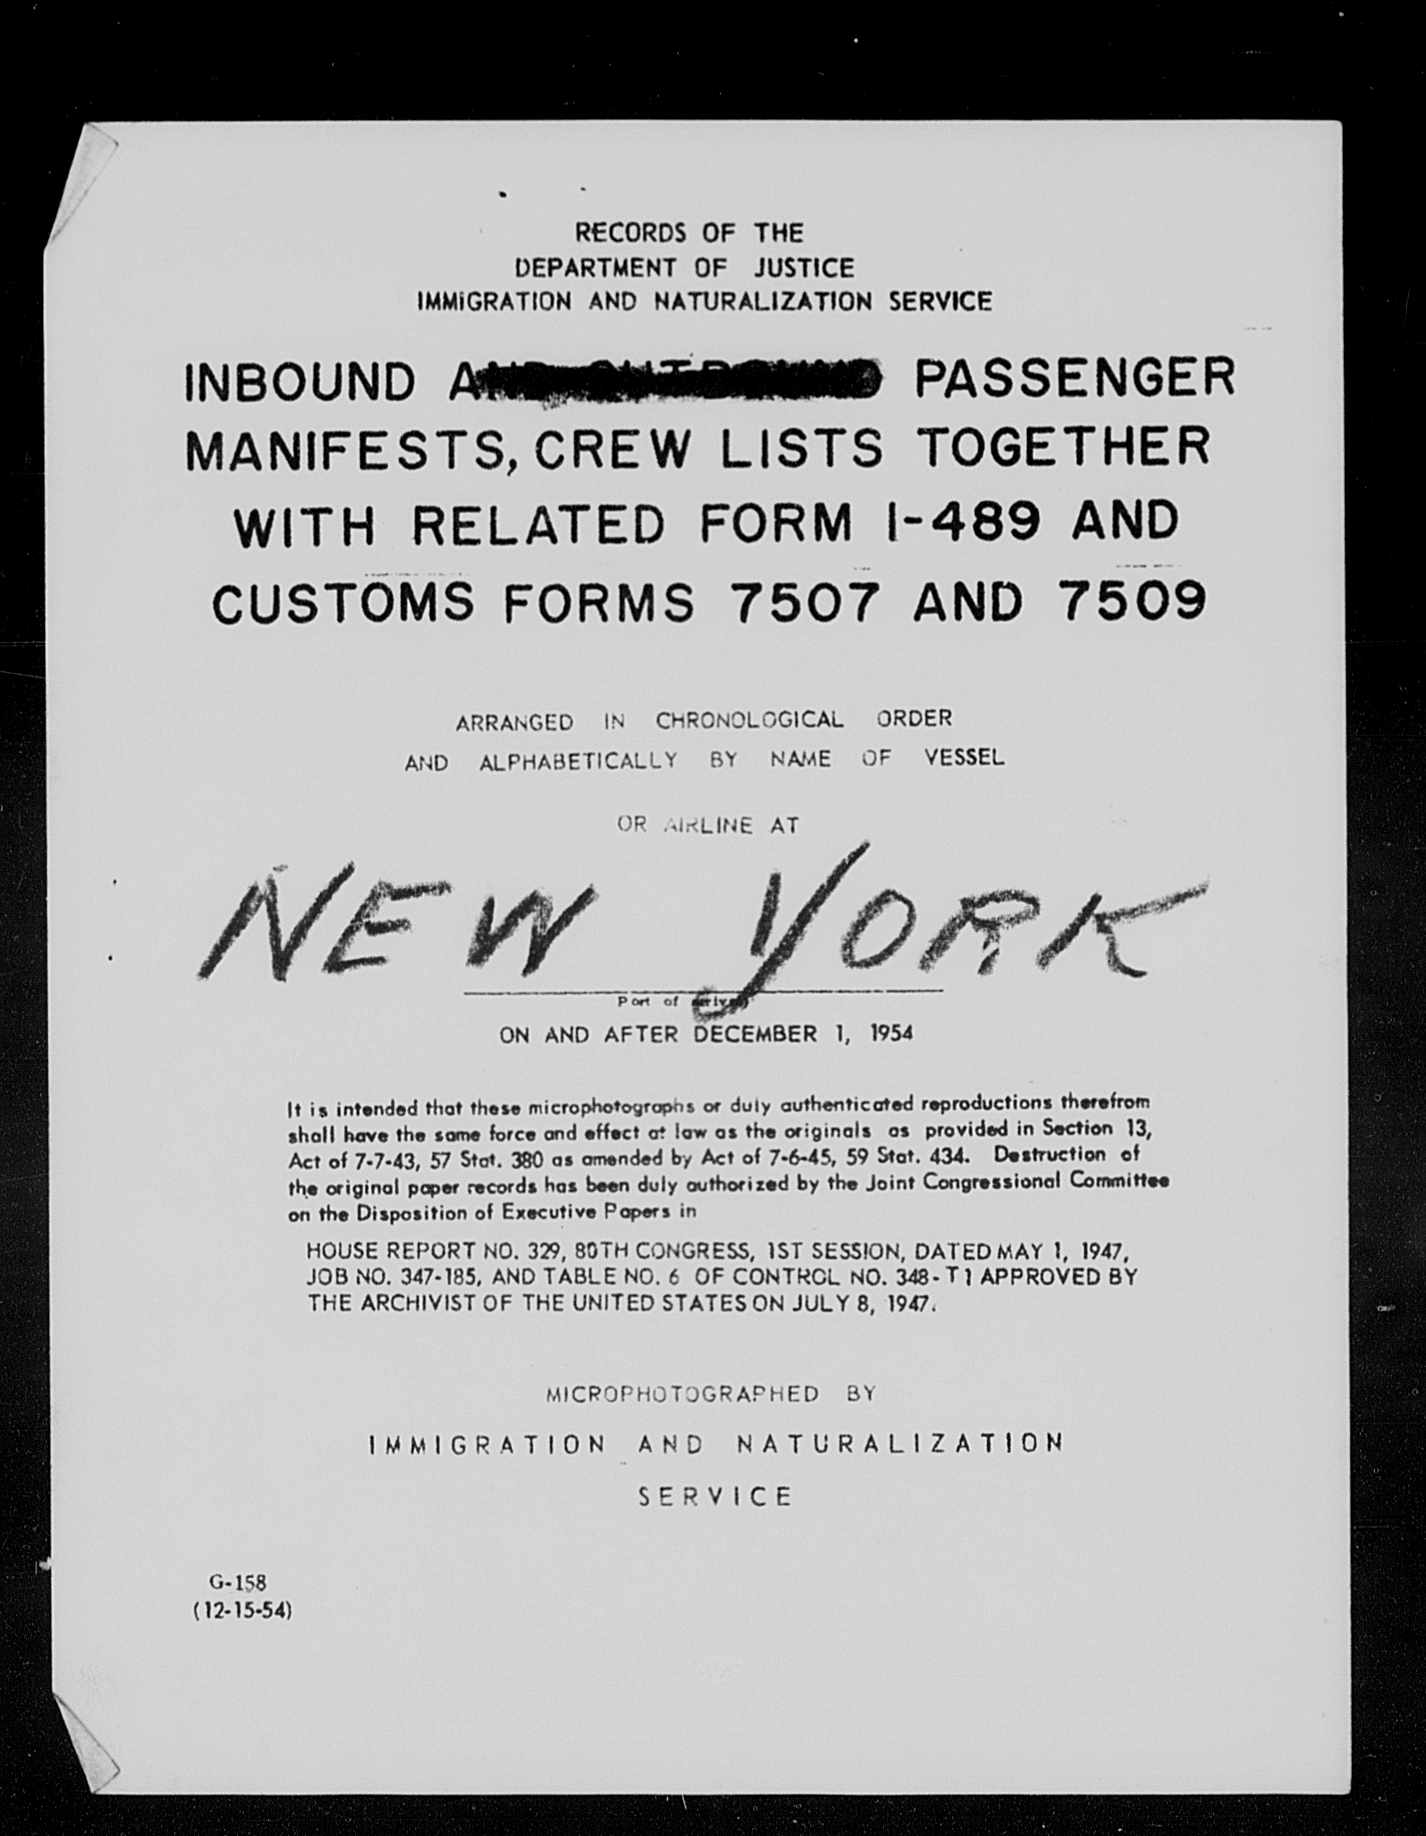 RECORDS OF THE
DEPARTMENT OF JUSTICE
IMMIGRATION AND NATURALIZATION SERVICE
INBOUND AND OUTBOUND PASSENGER
MANIFESTS, CREW LISTS TOGETHER
WITH RELATED FORM I-489 AND
CUSTOMS FORMS 7507 AND 7509
ARRANGED IN CHRONOLOGICAL ORDER
AND ALPHABETICALLY BY NAME OF VESSEL
OR AIRLINE AT
NEW YORK
Port of arrival
ON AND AFTER DECEMBER 1, 1954
It is intended that these microphotographs or duly authenticated reproductions therefrom
shall have the same force and effect at law as the originals as provided in Section 13,
Act of 7-7-43, 57 Stat. 380 as amended by Act of 7-6-45, 59 Stat. 434. Destruction of
the original paper records has been duly authorized by the Joint Congressional Committee
on the Disposition of Executive Papers in
HOUSE REPORT NO. 329, 80TH CONGRESS, 1ST SESSION, DATED MAY 1, 1947,
JOB NO. 347-185, AND TABLE NO. 6 OF CONTROL NO. 348-T1 APPROVED BY
THE ARCHIVIST OF THE UNITED STATES ON JULY 8, 1947.
MICROPHOTOGRAPHED BY
IMMIGRATION AND NATURALIZATION
SERVICE
G-158
(12-15-54)